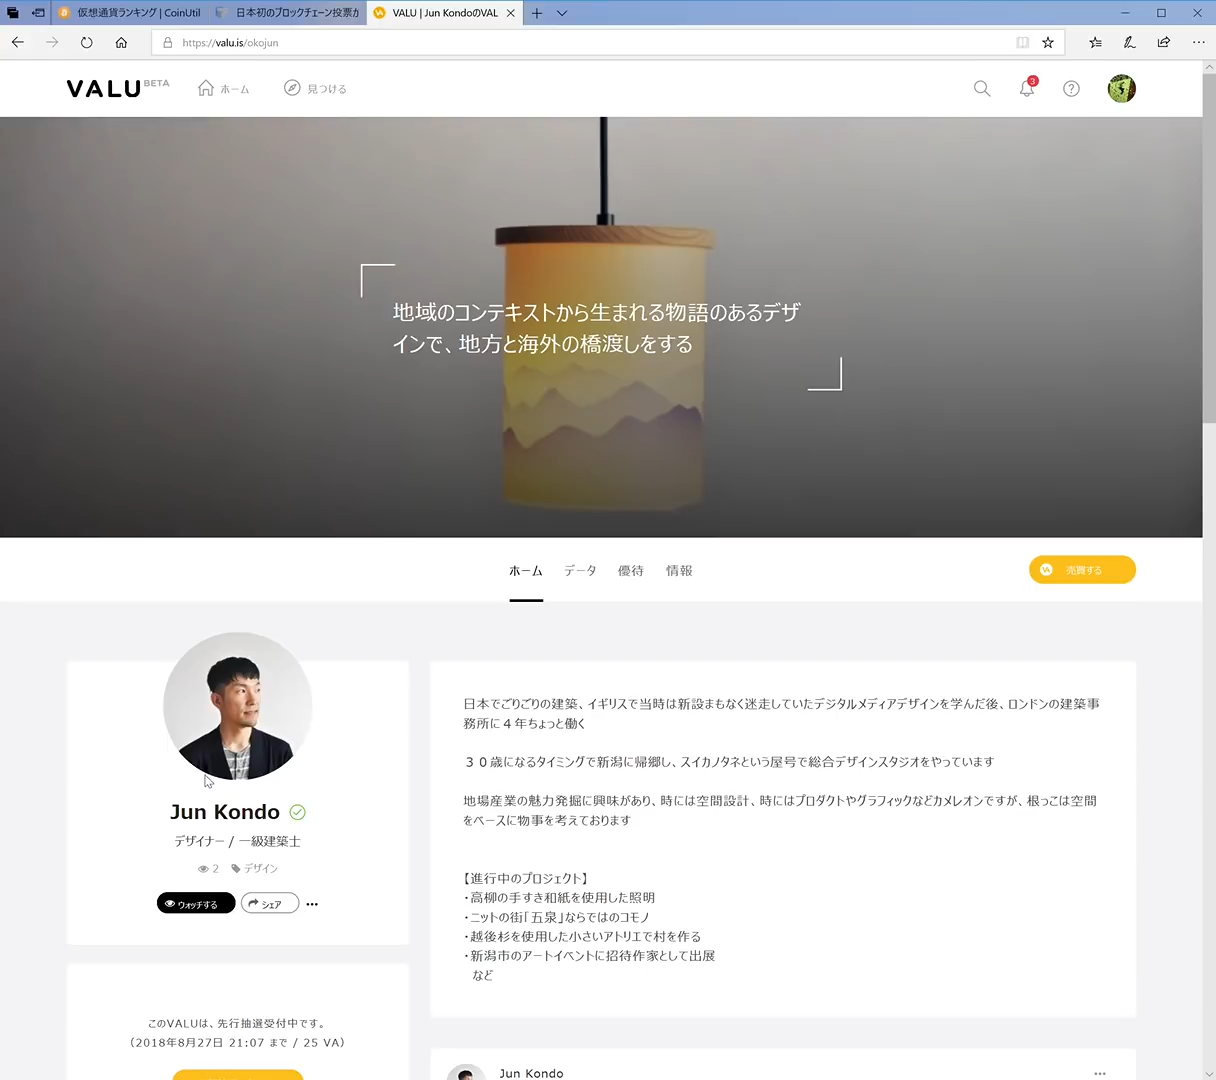 仮想通貨ランキング | CoinUtil
日本初のブロックチェーン投票が
VALU | Jun KondoのVAL
https://valu.is/okojun
VALU BETA
ホーム
見つける
3
地域のコンテキストから生まれる物語のあるデザ
インで、地方と海外の橋渡しをする
ホーム
データ
優待
情報
売買する
Jun Kondo
デザイナー / 一級建築士
2
デザイン
ウォッチする
シェア
このVALUは、先行抽選受付中です。
(2018年8月27日 21:07 まで / 25 VA)
日本でごりごりの建築、イギリスで当時は新設まもなく迷走していたデジタルメディアデザインを学んだ後、ロンドンの建築事
務所に４年ちょっと働く
３０歳になるタイミングで新潟に帰郷し、スイカノタネという屋号で総合デザインスタジオをやっています
地場産業の魅力発掘に興味があり、時には空間設計、時にはプロダクトやグラフィックなどカメレオンですが、根っこは空間
をベースに物事を考えております
【進行中のプロジェクト】
・高柳の手すき和紙を使用した照明
・ニットの街「五泉」ならではのコモノ
・越後杉を使用した小さいアトリエで村を作る
・新潟市のアートイベントに招待作家として出展
など
Jun Kondo